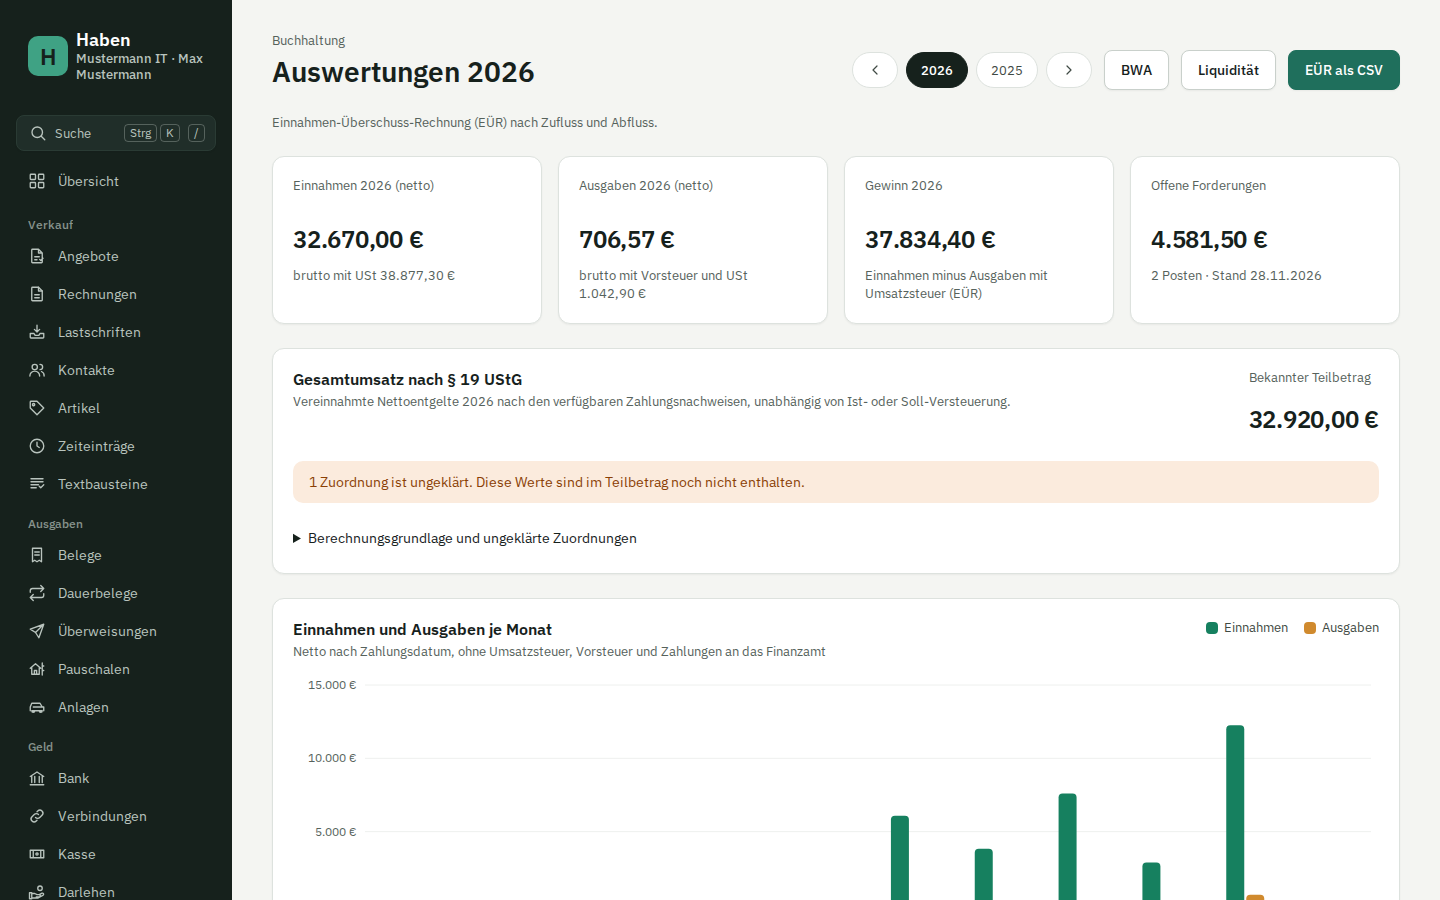 H
Haben
Mustermann IT · Max
Mustermann
Suche Strg K /
Übersicht
Verkauf
Angebote
Rechnungen
Lastschriften
Kontakte
Artikel
Zeiteinträge
Textbausteine
Ausgaben
Belege
Dauerbelege
Überweisungen
Pauschalen
Anlagen
Geld
Bank
Verbindungen
Kasse
Darlehen
Buchhaltung
Auswertungen 2026
2026 2025 BWA Liquidität EÜR als CSV
Einnahmen-Überschuss-Rechnung (EÜR) nach Zufluss und Abfluss.
Einnahmen 2026 (netto)
32.670,00 €
brutto mit USt 38.877,30 €
Ausgaben 2026 (netto)
706,57 €
brutto mit Vorsteuer und USt
1.042,90 €
Gewinn 2026
37.834,40 €
Einnahmen minus Ausgaben mit
Umsatzsteuer (EÜR)
Offene Forderungen
4.581,50 €
2 Posten · Stand 28.11.2026
Gesamtumsatz nach § 19 UStG
Vereinnahmte Nettoentgelte 2026 nach den verfügbaren Zahlungsnachweisen, unabhängig von Ist- oder Soll-Versteuerung.
Bekannter Teilbetrag
32.920,00 €
1 Zuordnung ist ungeklärt. Diese Werte sind im Teilbetrag noch nicht enthalten.
Berechnungsgrundlage und ungeklärte Zuordnungen
Einnahmen und Ausgaben je Monat
Netto nach Zahlungsdatum, ohne Umsatzsteuer, Vorsteuer und Zahlungen an das Finanzamt
Einnahmen Ausgaben
15.000 €
10.000 €
5.000 €